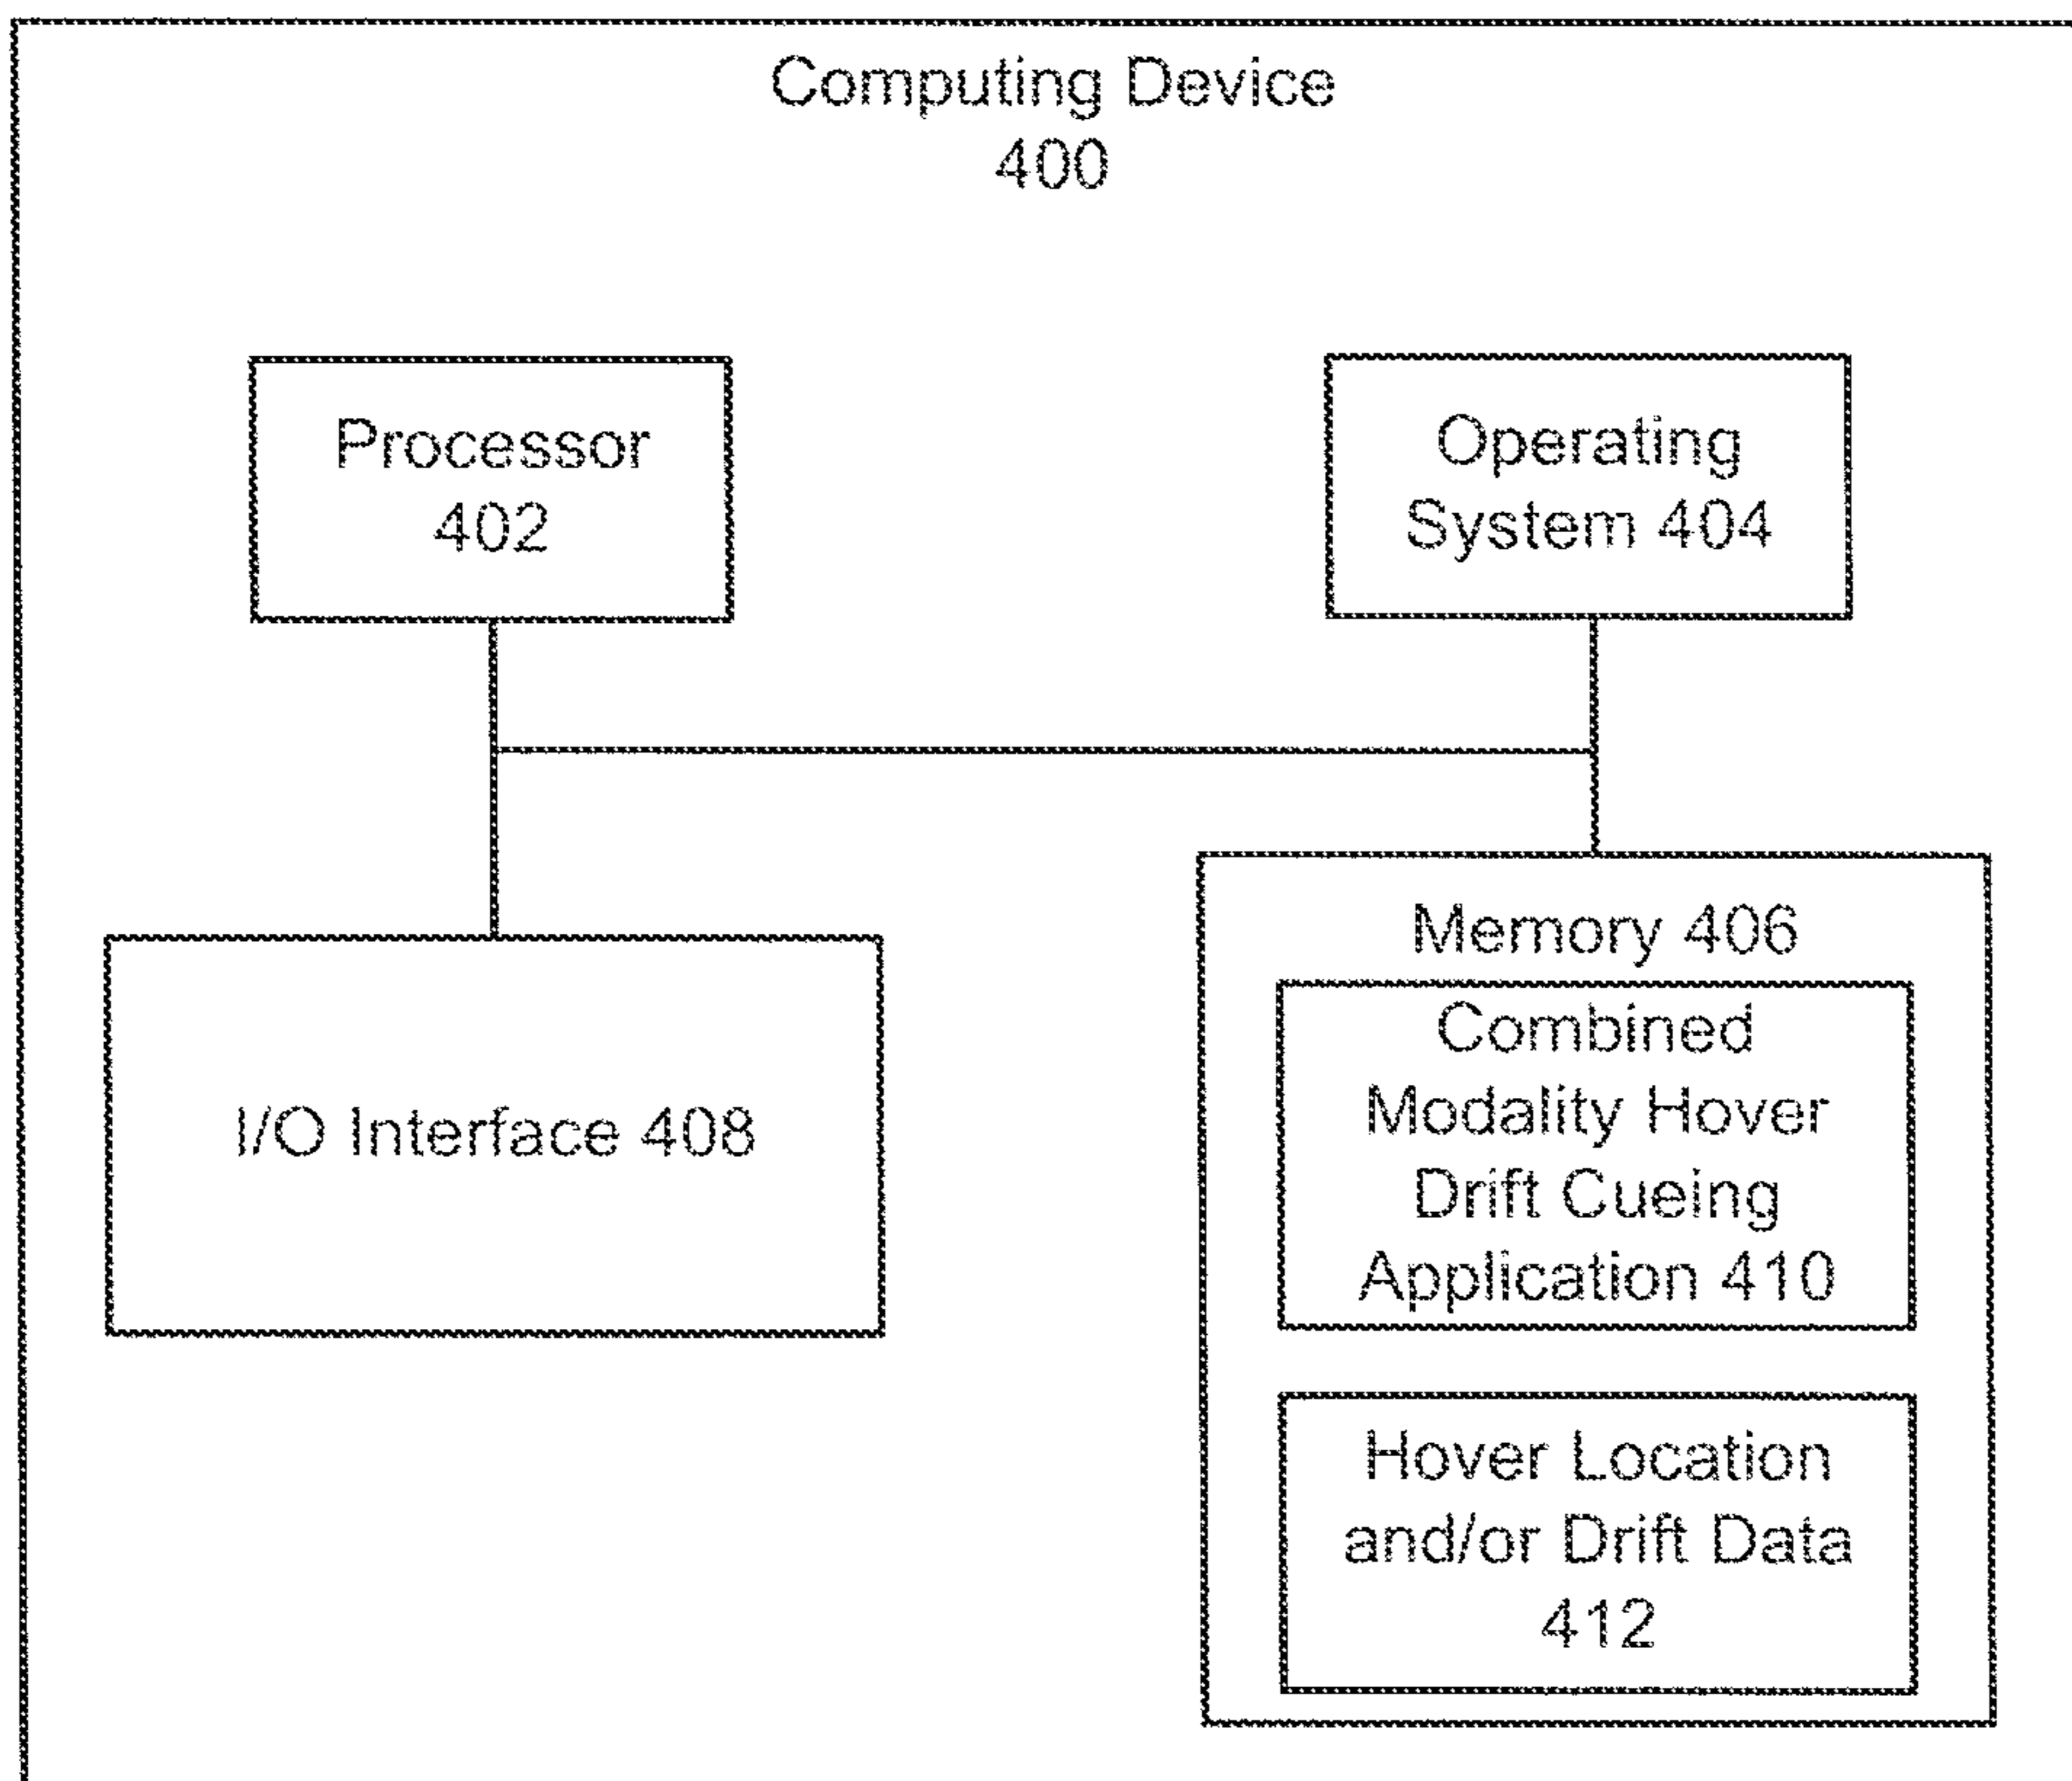 Computing Device
400
Processor
402
Operating
System 404
I/O Interface 408
Memory 406
Combined
Modality Hover
Drift Cueing
Application 410
Hover Location
and/or Drift Data
412